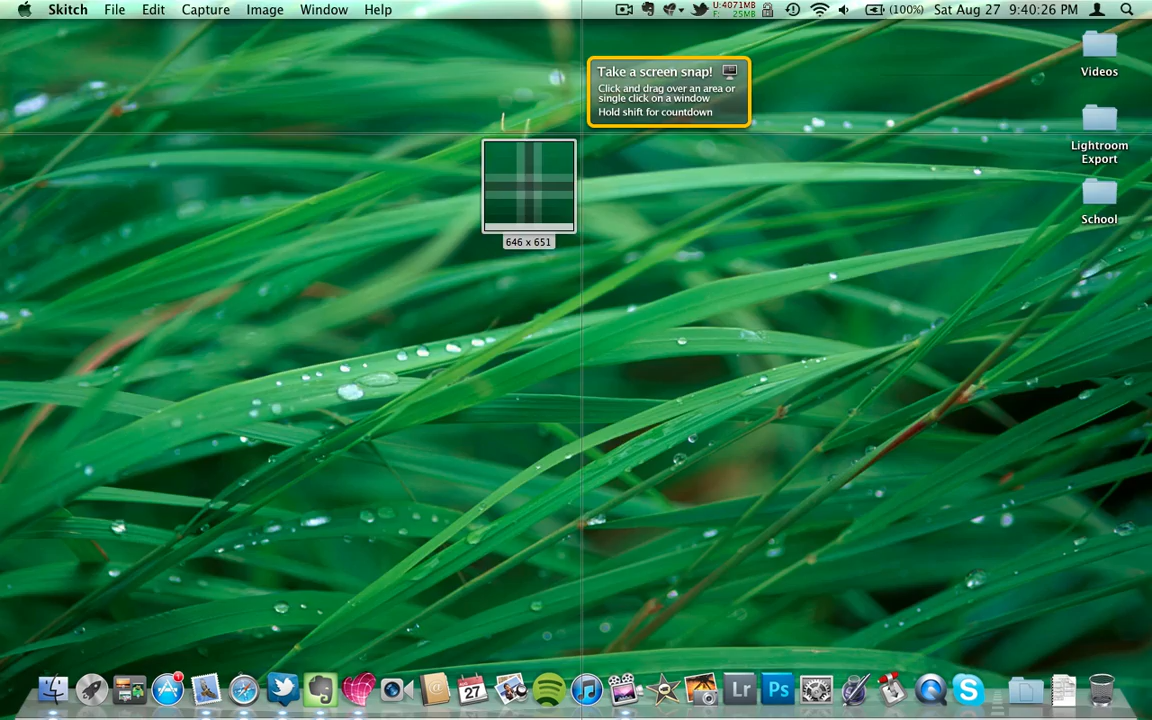 Skitch File Edit Capture Image Window Help
U:4071MB
F: 25MB
(100%) Sat Aug 27 9:40:26 PM
Take a screen snap!
Click and drag over an area or
single click on a window
Hold shift for countdown
Videos
Lightroom
Export
School
646 x 651
27
Lr
Ps